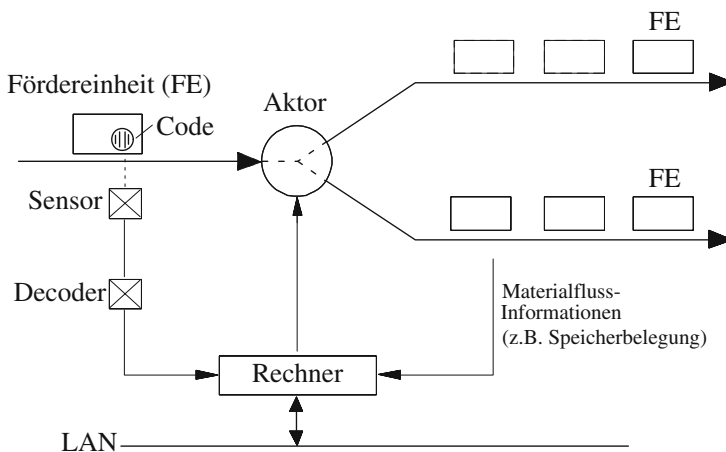 FE
Fördereinheit (FE)
Aktor
Code
Sensor
FE
Decoder
Materialfluss-
Informationen
(z.B. Speicherbelegung)
Rechner
LAN